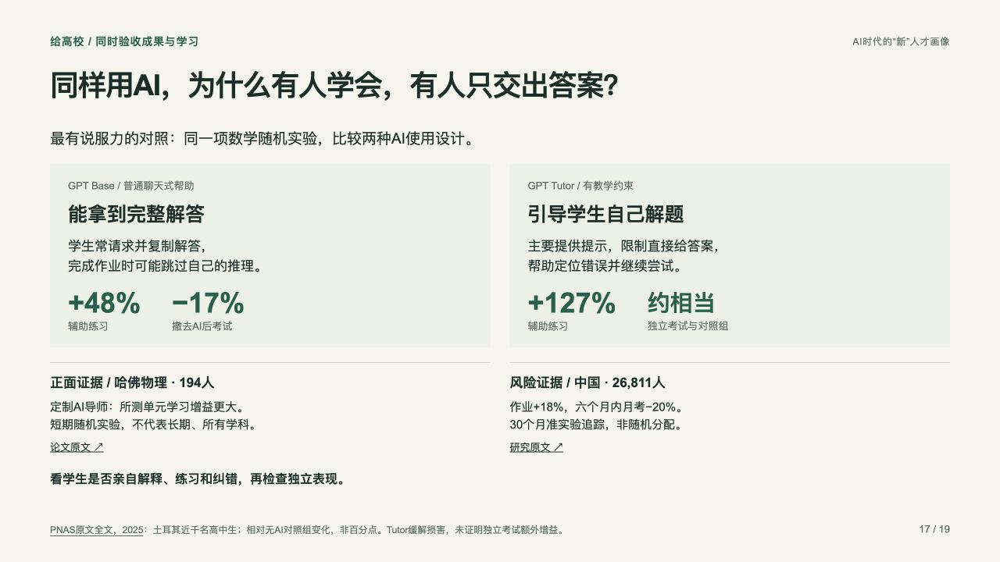 给高校 / 同时验收成果与学习
AI时代的“新”人才画像
同样用AI，为什么有人学会，有人只交出答案?
最有说服力的对照：同一项数学随机实验，比较两种AI使用设计。
GPT Base / 普通聊天式帮助
能拿到完整解答
学生常请求并复制解答，
完成作业时可能跳过自己的推理。
+48%
辅助练习
−17%
撤去AI后考试
GPT Tutor / 有教学约束
引导学生自己解题
主要提供提示，限制直接给答案，
帮助定位错误并继续尝试。
+127%
辅助练习
约相当
独立考试与对照组
正面证据 / 哈佛物理 · 194人
定制AI导师：所测单元学习增益更大。
短期随机实验，不代表长期、所有学科。
论文原文 ↗
风险证据 / 中国 · 26,811人
作业+18%，六个月内月考−20%。
30个月准实验追踪，非随机分配。
研究原文 ↗
看学生是否亲自解释、练习和纠错，再检查独立表现。
PNAS原文全文，2025：土耳其近千名高中生；相对无AI对照组变化，非百分点。Tutor缓解损害，未证明独立考试额外增益。
17 / 19